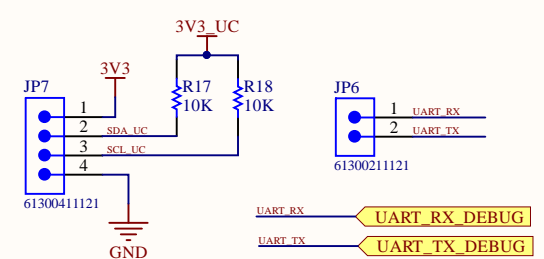 3V3_UC
3V3
R17
10K
R18
10K
JP7
1
2
3
4
SDA_UC
SCL_UC
61300411121
GND
JP6
1
2
UART_RX
UART_TX
61300211121
UART_RX
UART_RX_DEBUG
UART_TX
UART_TX_DEBUG